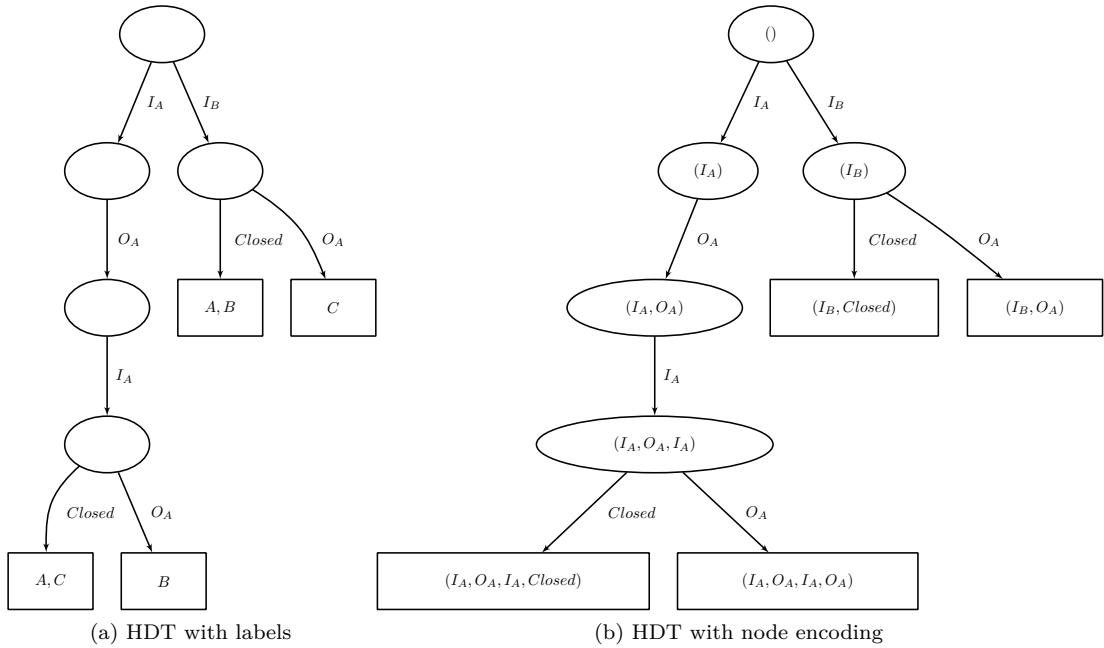 ()
I_A I_B I_A I_B
(I_A) (I_B)
O_A Closed O_A O_A Closed O_A
A, B C (I_A, O_A) (I_B, Closed) (I_B, O_A)
I_A I_A
(I_A, O_A, I_A)
Closed O_A Closed O_A
A, C B (I_A, O_A, I_A, Closed) (I_A, O_A, I_A, O_A)
(a) HDT with labels (b) HDT with node encoding